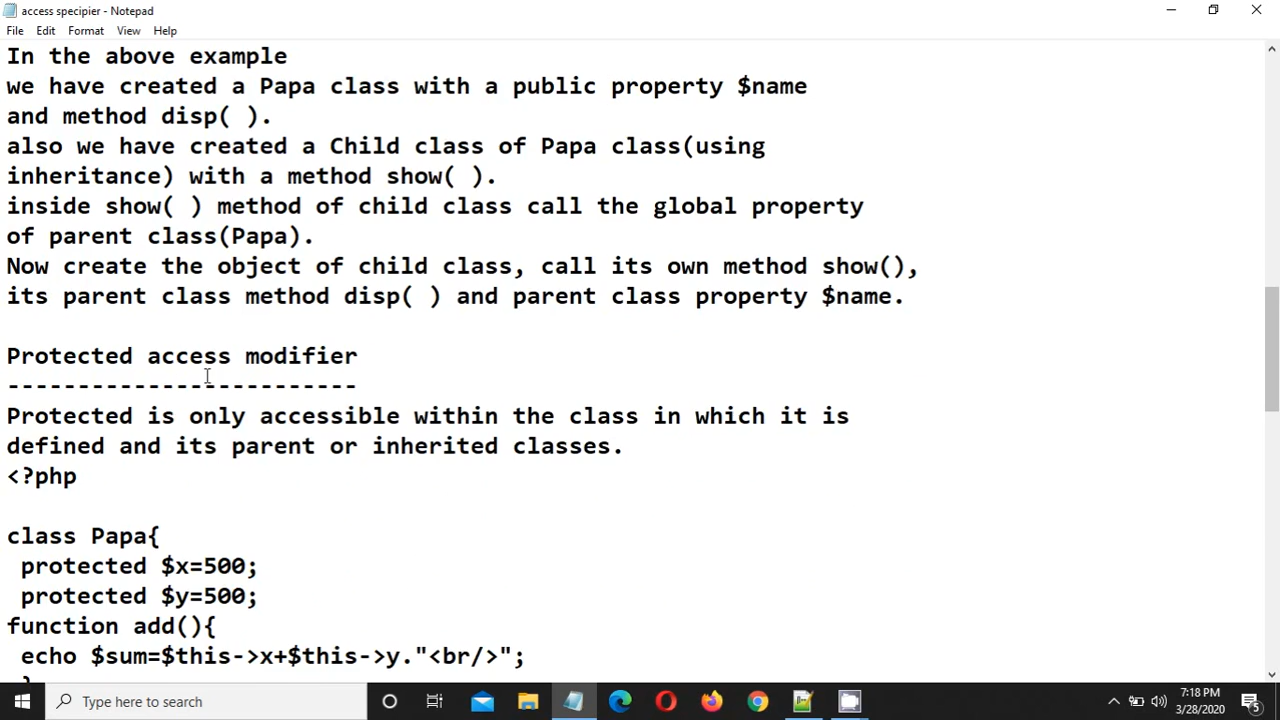 access specipier - Notepad
File Edit Format View Help
In the above example
we have created a Papa class with a public property $name
and method disp( ).
also we have created a Child class of Papa class(using
inheritance) with a method show( ).
inside show( ) method of child class call the global property
of parent class(Papa).
Now create the object of child class, call its own method show(),
its parent class method disp( ) and parent class property $name.
Protected access modifier
-------------------------
Protected is only accessible within the class in which it is
defined and its parent or inherited classes.
<?php
class Papa{
protected $x=500;
protected $y=500;
function add(){
echo $sum=$this->x+$this->y."<br/>";
Type here to search
7:18 PM
3/28/2020
5